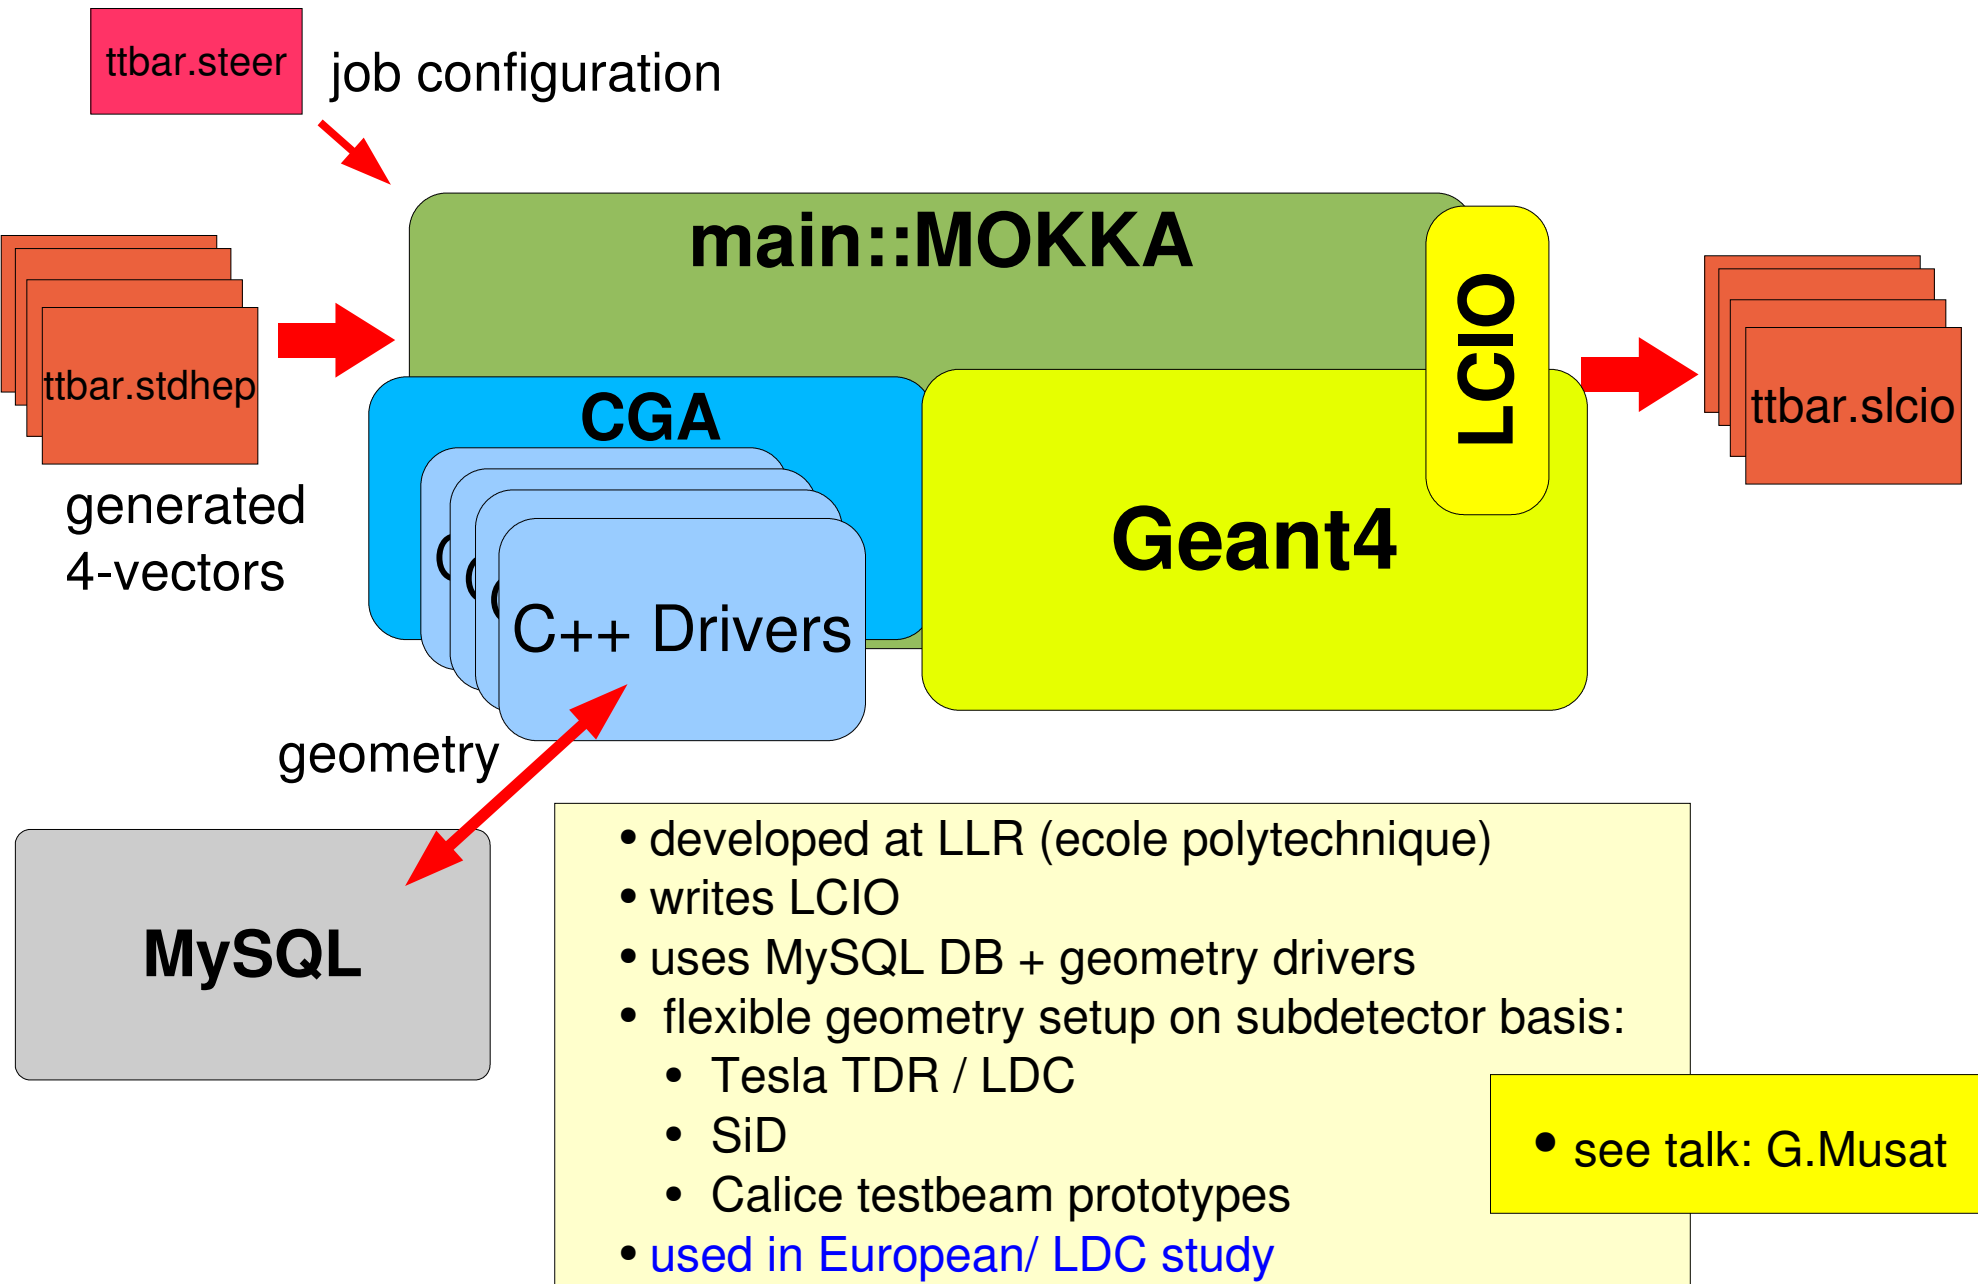 ttbar.steer
job configuration
main::MOKKA
LCIO
ttbar.stdhep
ttbar.slcio
CGA
generated
4-vectors
Geant4
C
C
C
C++ Drivers
geometry
MySQL
• developed at LLR (ecole polytechnique)
• writes LCIO
• uses MySQL DB + geometry drivers
• flexible geometry setup on subdetector basis:
• Tesla TDR / LDC
• SiD
• Calice testbeam prototypes
• used in European/ LDC study
• see talk: G.Musat